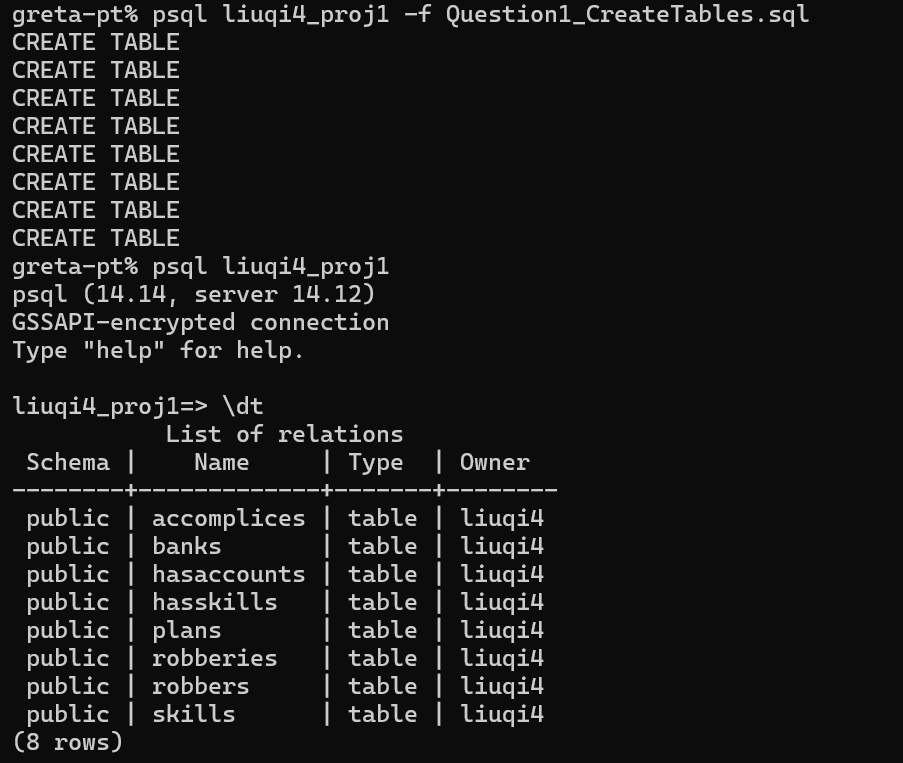 greta-pt% psql liuqi4_proj1 -f Question1_CreateTables.sql
CREATE TABLE
CREATE TABLE
CREATE TABLE
CREATE TABLE
CREATE TABLE
CREATE TABLE
CREATE TABLE
CREATE TABLE
greta-pt% psql liuqi4_proj1
psql (14.14, server 14.12)
GSSAPI-encrypted connection
Type "help" for help.

liuqi4_proj1=> \dt
           List of relations
 Schema |    Name     | Type  | Owner
--------+-------------+-------+--------
 public | accomplices | table | liuqi4
 public | banks       | table | liuqi4
 public | hasaccounts | table | liuqi4
 public | hasskills   | table | liuqi4
 public | plans       | table | liuqi4
 public | robberies   | table | liuqi4
 public | robbers     | table | liuqi4
 public | skills      | table | liuqi4
(8 rows)